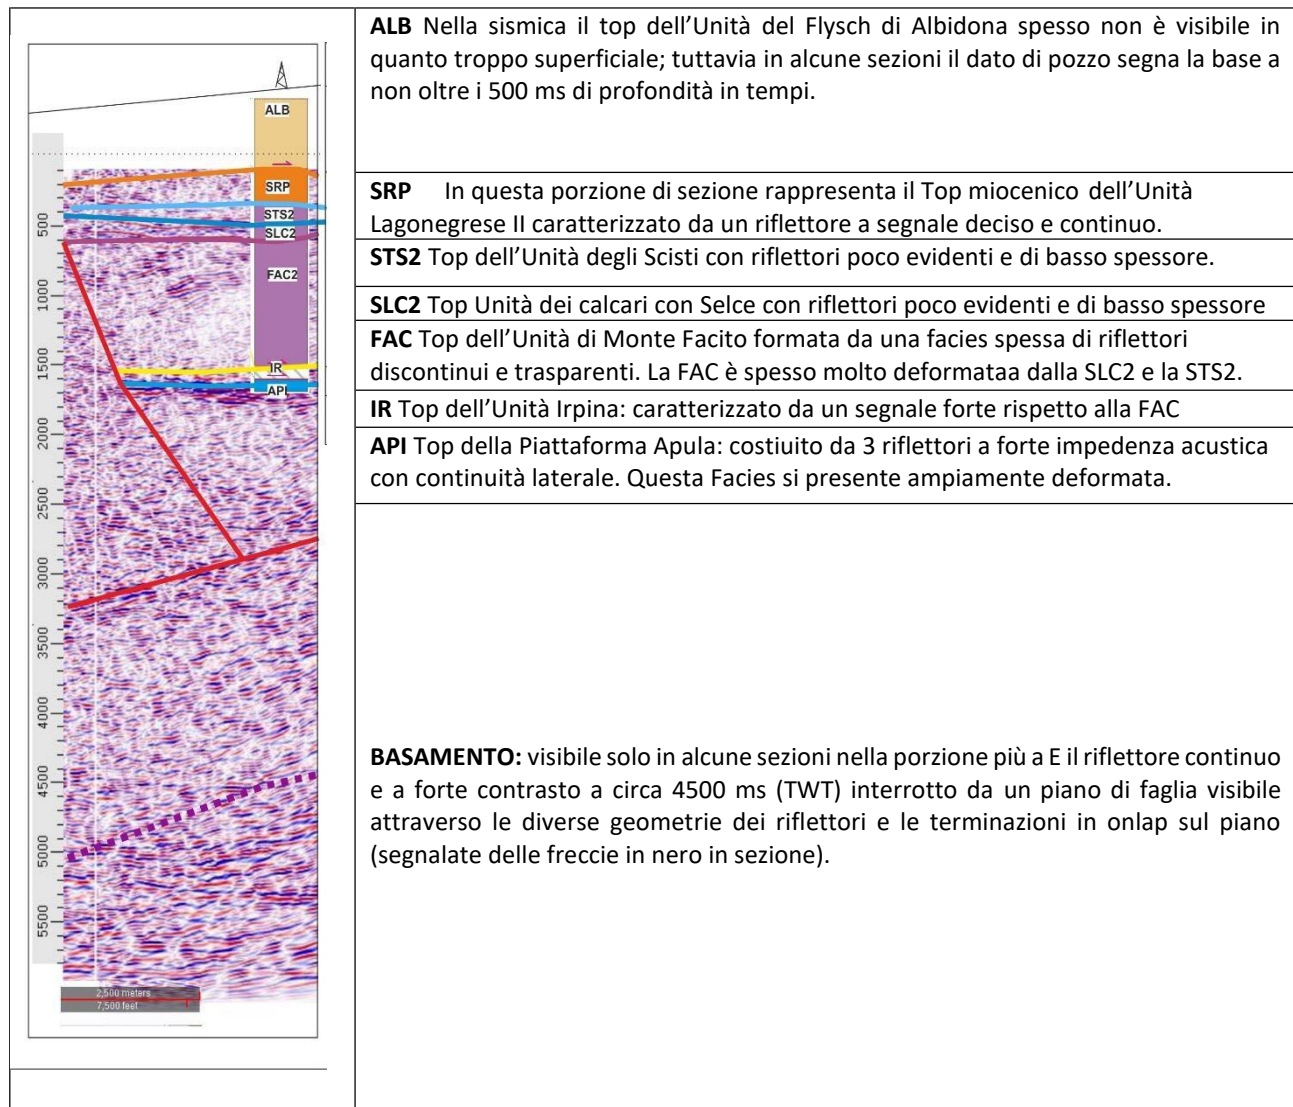 ALB Nella sismica il top dell’Unità del Flysch di Albidona spesso non è visibile in
quanto troppo superficiale; tuttavia in alcune sezioni il dato di pozzo segna la base a
non oltre i 500 ms di profondità in tempi.
SRP In questa porzione di sezione rappresenta il Top miocenico dell’Unità
Lagonegrese II caratterizzato da un riflettore a segnale deciso e continuo.
STS2 Top dell’Unità degli Scisti con riflettori poco evidenti e di basso spessore.
SLC2 Top Unità dei calcari con Selce con riflettori poco evidenti e di basso spessore
FAC Top dell’Unità di Monte Facito formata da una facies spessa di riflettori
discontinui e trasparenti. La FAC è spesso molto deformataa dalla SLC2 e la STS2.
IR Top dell’Unità Irpina: caratterizzato da un segnale forte rispetto alla FAC
API Top della Piattaforma Apula: costiuito da 3 riflettori a forte impedenza acustica
con continuità laterale. Questa Facies si presente ampiamente deformata.
BASAMENTO: visibile solo in alcune sezioni nella porzione più a E il riflettore continuo
e a forte contrasto a circa 4500 ms (TWT) interrotto da un piano di faglia visibile
attraverso le diverse geometrie dei riflettori e le terminazioni in onlap sul piano
(segnalate delle freccie in nero in sezione).
ALB
SRP
STS2
SLC2
FAC2
IR
API
500
1000
1500
2000
2500
3000
3500
4000
4500
5000
5500
2,500 meters
7,500 feet